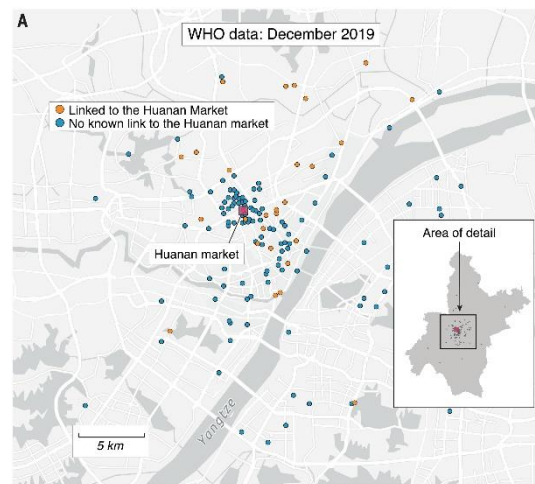 A
WHO data: December 2019
Linked to the Huanan Market
No known link to the Huanan market
Huanan market
Area of detail
Yangtze
5 km